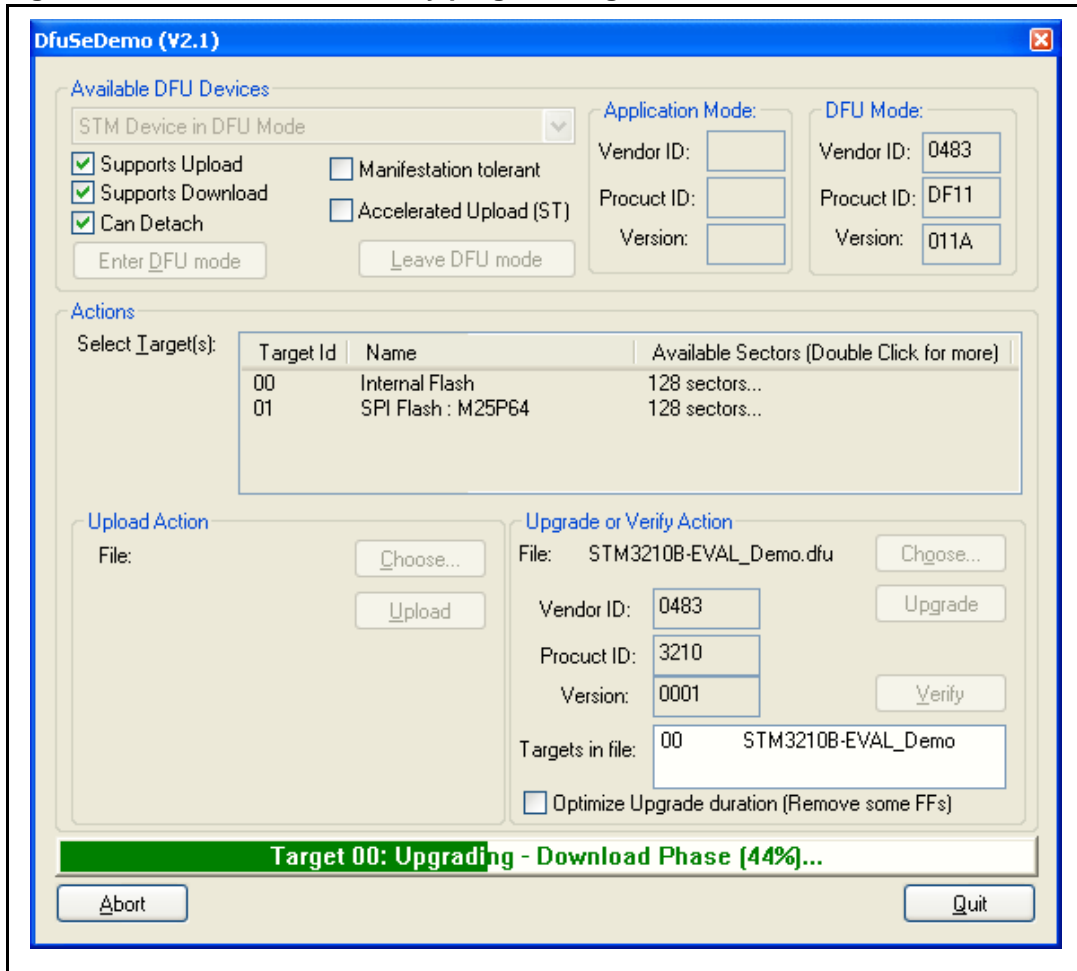 DfuSeDemo (V2.1)
Available DFU Devices
STM Device in DFU Mode
Supports Upload
Supports Download
Can Detach
Manifestation tolerant
Accelerated Upload (ST)
Enter DFU mode
Leave DFU mode
Application Mode:
Vendor ID:
Procuct ID:
Version:
DFU Mode:
Vendor ID: 0483
Procuct ID: DF11
Version: 011A
Actions
Select Target(s):
Target Id Name Available Sectors (Double Click for more)
00 Internal Flash 128 sectors...
01 SPI Flash : M25P64 128 sectors...
Upload Action
File:
Choose...
Upload
Upgrade or Verify Action
File: STM3210B-EVAL_Demo.dfu
Choose...
Vendor ID: 0483
Upgrade
Procuct ID: 3210
Version: 0001
Verify
Targets in file: 00 STM3210B-EVAL_Demo
Optimize Upgrade duration (Remove some FFs)
Target 00: Upgrading - Download Phase (44%)...
Abort
Quit